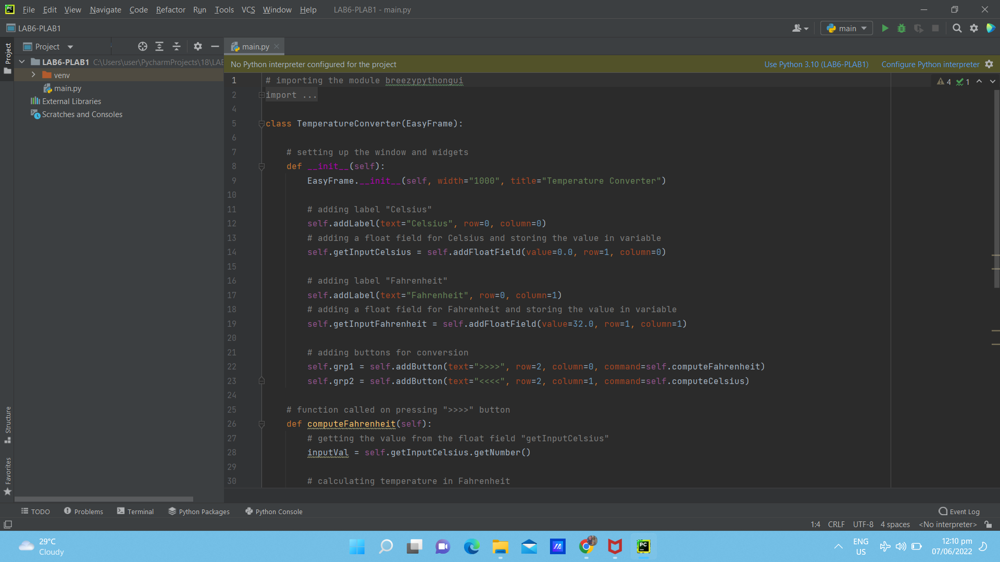 PC File Edit View Navigate Code Refactor Run Tools VCS Window Help LAB6-PLAB1 - main.py
LAB6-PLAB1 main
Project Project main.py
No Python interpreter configured for the project Use Python 3.10 (LAB6-PLAB1) Configure Python interpreter
LAB6-PLAB1 C:\Users\user\PycharmProjects\18\LAB
venv
main.py
External Libraries
Scratches and Consoles
4 1
1 # importing the module breezypythongui
2 import ...
4
5 class TemperatureConverter(EasyFrame):
6
7 # setting up the window and widgets
8 def __init__(self):
9 EasyFrame.__init__(self, width="1000", title="Temperature Converter")
10
11 # adding label "Celsius"
12 self.addLabel(text="Celsius", row=0, column=0)
13 # adding a float field for Celsius and storing the value in variable
14 self.getInputCelsius = self.addFloatField(value=0.0, row=1, column=0)
15
16 # adding label "Fahrenheit"
17 self.addLabel(text="Fahrenheit", row=0, column=1)
18 # adding a float field for Fahrenheit and storing the value in variable
19 self.getInputFahrenheit = self.addFloatField(value=32.0, row=1, column=1)
20
21 # adding buttons for conversion
22 self.grp1 = self.addButton(text=">>>>", row=2, column=0, command=self.computeFahrenheit)
23 self.grp2 = self.addButton(text="<<<<", row=2, column=1, command=self.computeCelsius)
24
25 # function called on pressing ">>>>" button
26 def computeFahrenheit(self):
27 # getting the value from the float field "getInputCelsius"
28 inputVal = self.getInputCelsius.getNumber()
29
30 # calculating temperature in Fahrenheit
Structure
Favorites
TODO Problems Terminal Python Packages Python Console Event Log
1:4 CRLF UTF-8 4 spaces <No interpreter>
29°C
Cloudy
PC
ENG
US
12:10 pm
07/06/2022